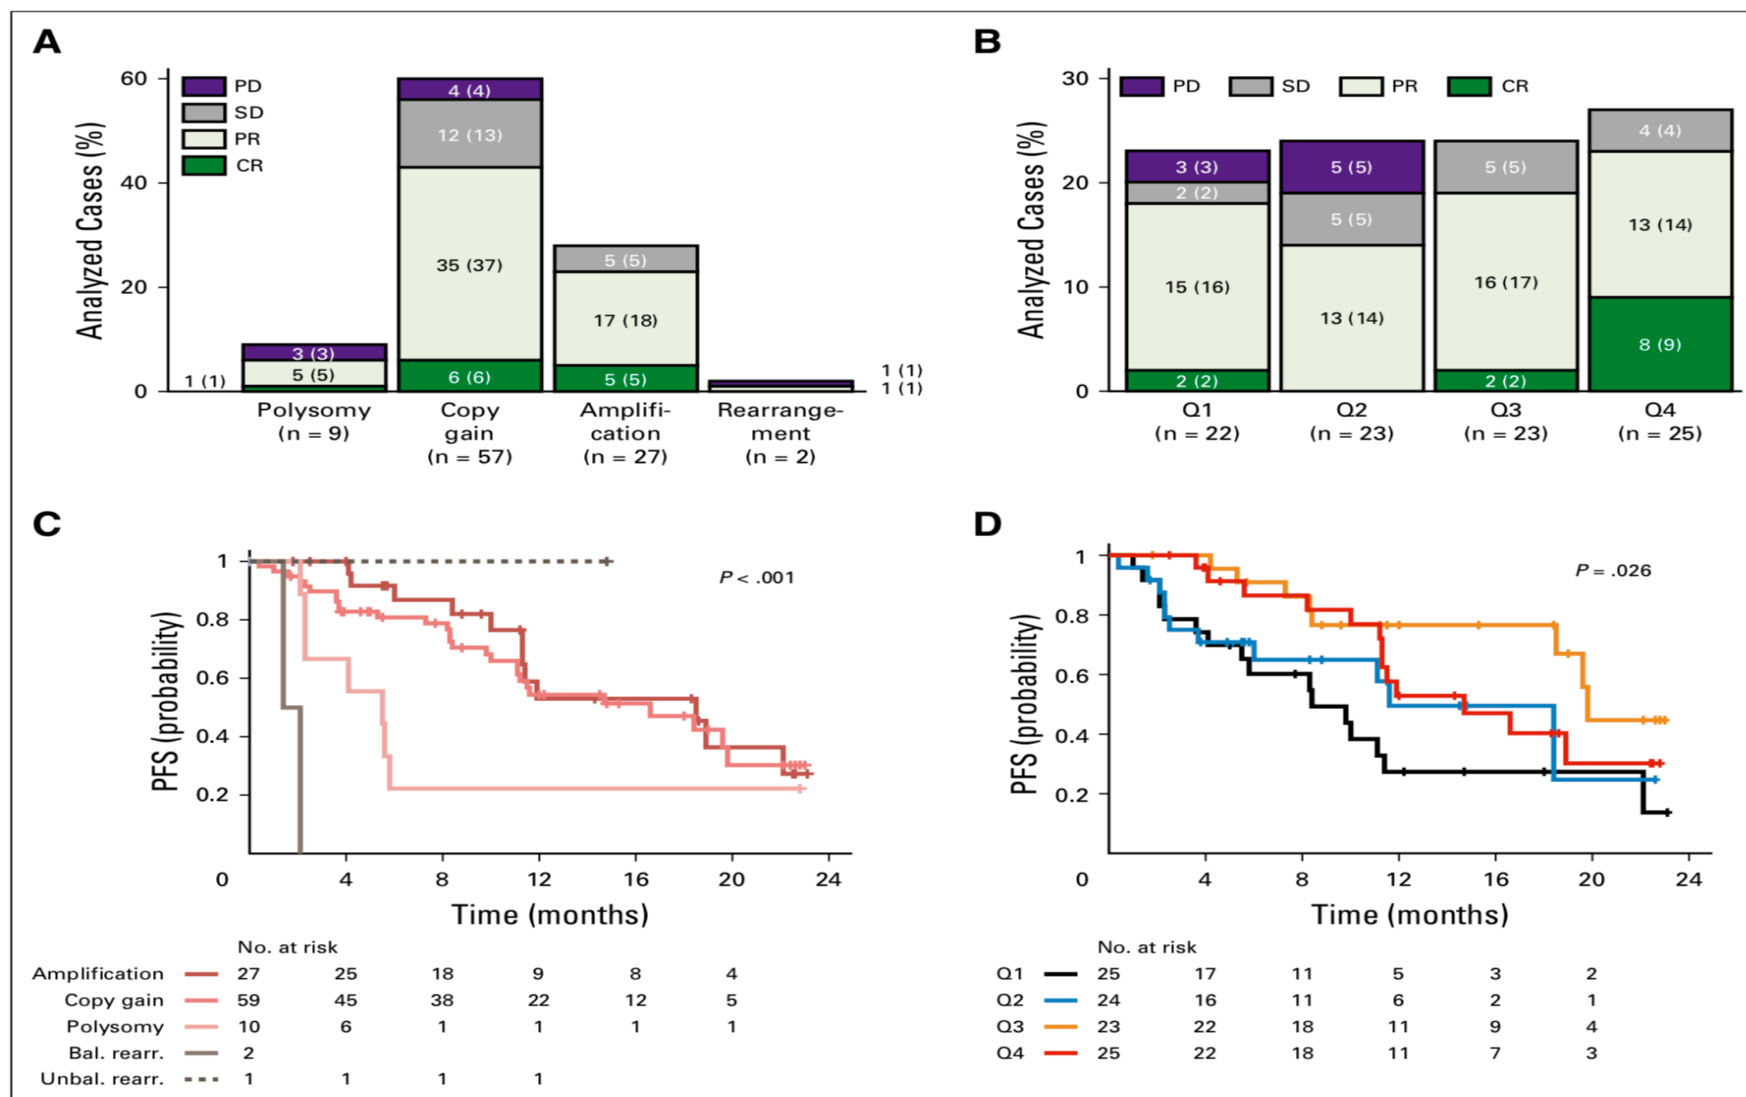 A
Analyzed Cases (%)
60
40
20
0
PD
SD
PR
CR
4 (4)
12 (13)
35 (37)
6 (6)
3 (3)
5 (5)
1 (1)
5 (5)
17 (18)
5 (5)
1 (1)
1 (1)
Polysomy
(n = 9)
Copy
gain
(n = 57)
Amplifi-
cation
(n = 27)
Rearrange-
ment
(n = 2)
B
Analyzed Cases (%)
30
20
10
0
PD SD PR CR
3 (3)
2 (2)
15 (16)
2 (2)
5 (5)
5 (5)
13 (14)
5 (5)
16 (17)
2 (2)
4 (4)
13 (14)
8 (9)
Q1
(n = 22)
Q2
(n = 23)
Q3
(n = 23)
Q4
(n = 25)
C
PFS (probability)
1
0.8
0.6
0.4
0.2
P < .001
0 4 8 12 16 20 24
Time (months)
No. at risk
Amplification 27 25 18 9 8 4
Copy gain 59 45 38 22 12 5
Polysomy 10 6 1 1 1 1
Bal. rearr. 2
Unbal. rearr. 1 1 1 1
D
PFS (probability)
1
0.8
0.6
0.4
0.2
P = .026
0 4 8 12 16 20 24
Time (months)
No. at risk
Q1 25 17 11 5 3 2
Q2 24 16 11 6 2 1
Q3 23 22 18 11 9 4
Q4 25 22 18 11 7 3